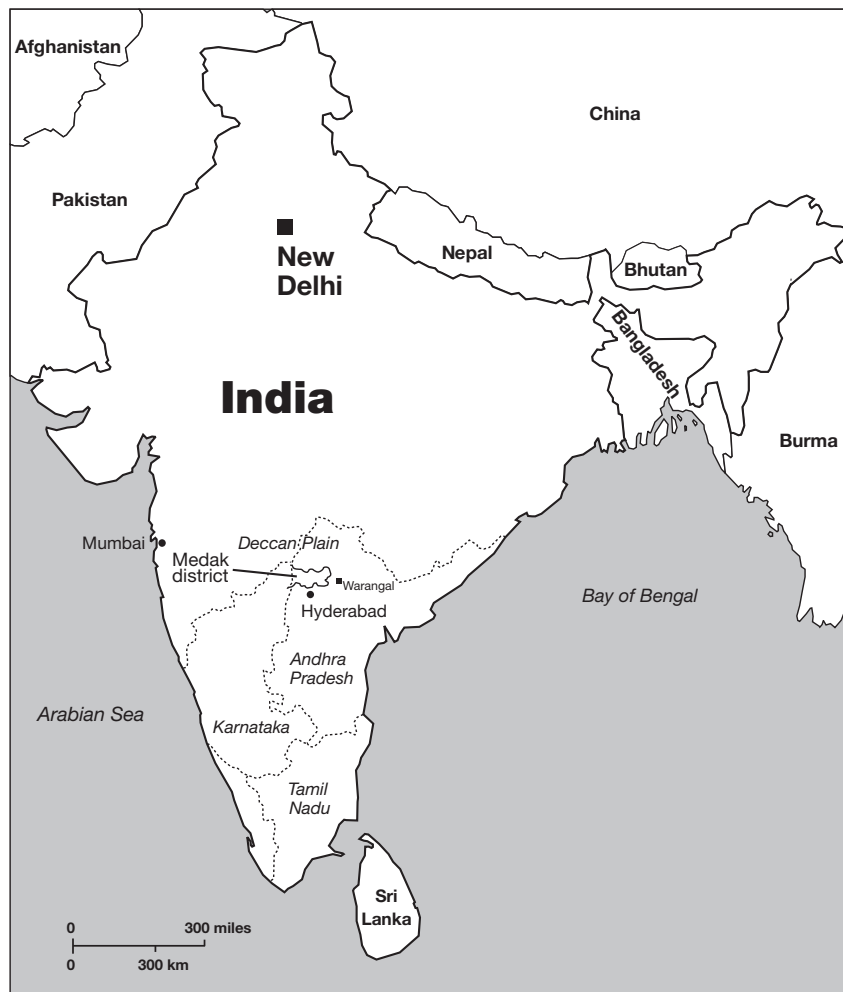 Afghanistan
China
Pakistan
New
Delhi
Nepal
Bhutan
Bangladesh
India
Burma
Mumbai
Deccan Plain
Medak
district
Warangal
Hyderabad
Bay of Bengal
Andhra
Pradesh
Arabian Sea
Karnataka
Tamil
Nadu
Sri
Lanka
0 300 miles
0 300 km